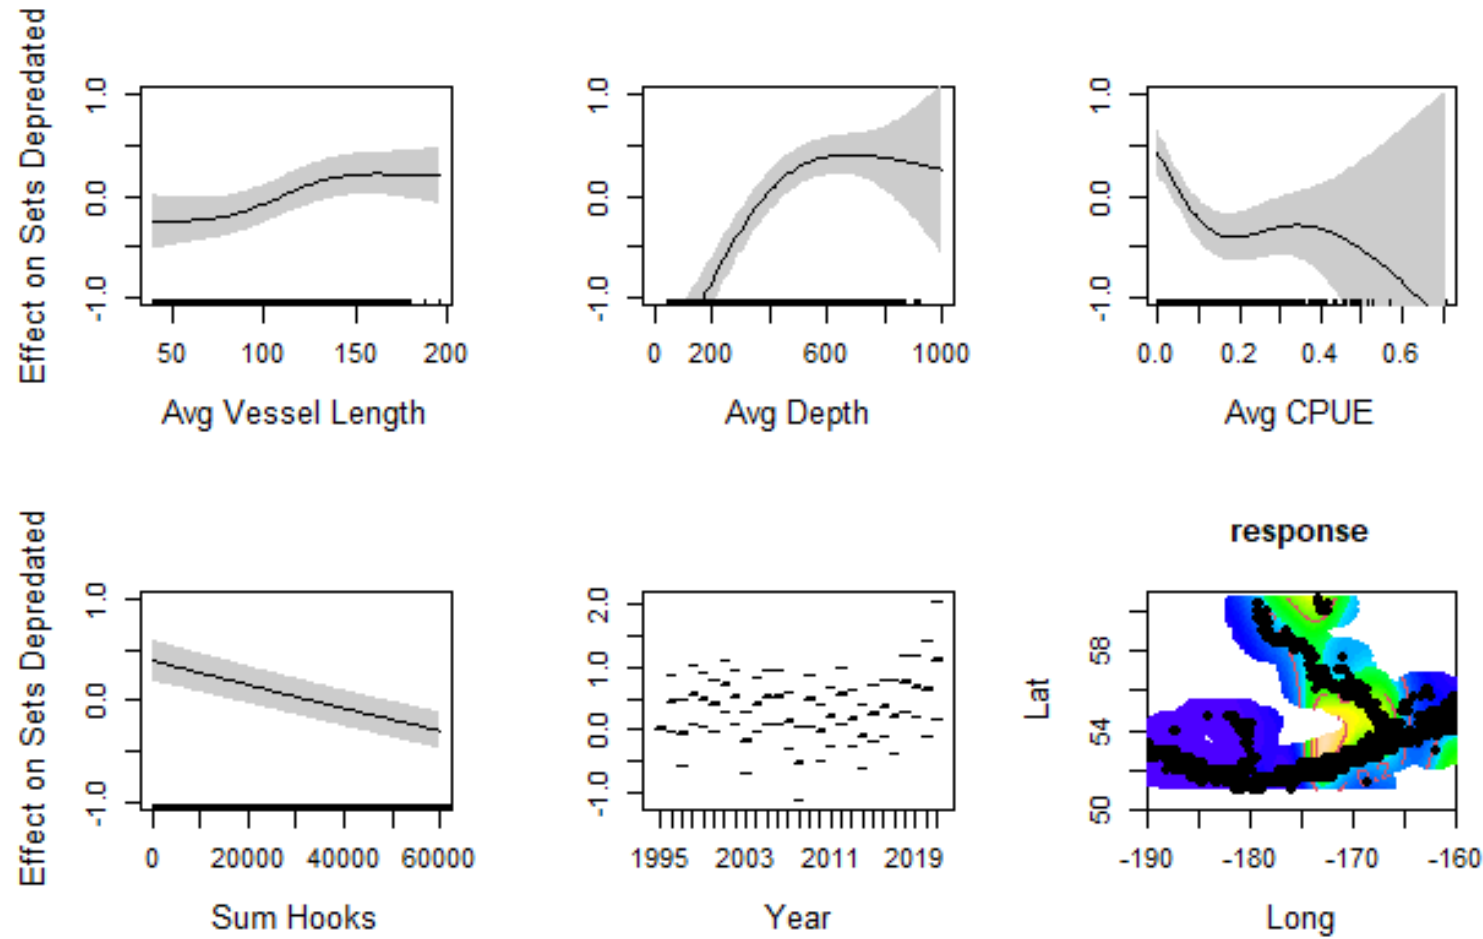 Effect on Sets Depredated
1.0
0.0
-1.0
50 100 150 200
Avg Vessel Length
1.0
0.0
-1.0
0 200 600 1000
Avg Depth
1.0
0.0
-1.0
0.0 0.2 0.4 0.6
Avg CPUE
Effect on Sets Depredated
1.0
0.0
-1.0
0 20000 40000 60000
Sum Hooks
2.0
1.0
0.0
-1.0
1995 2003 2011 2019
Year
response
Lat
58
54
50
-190 -180 -170 -160
Long